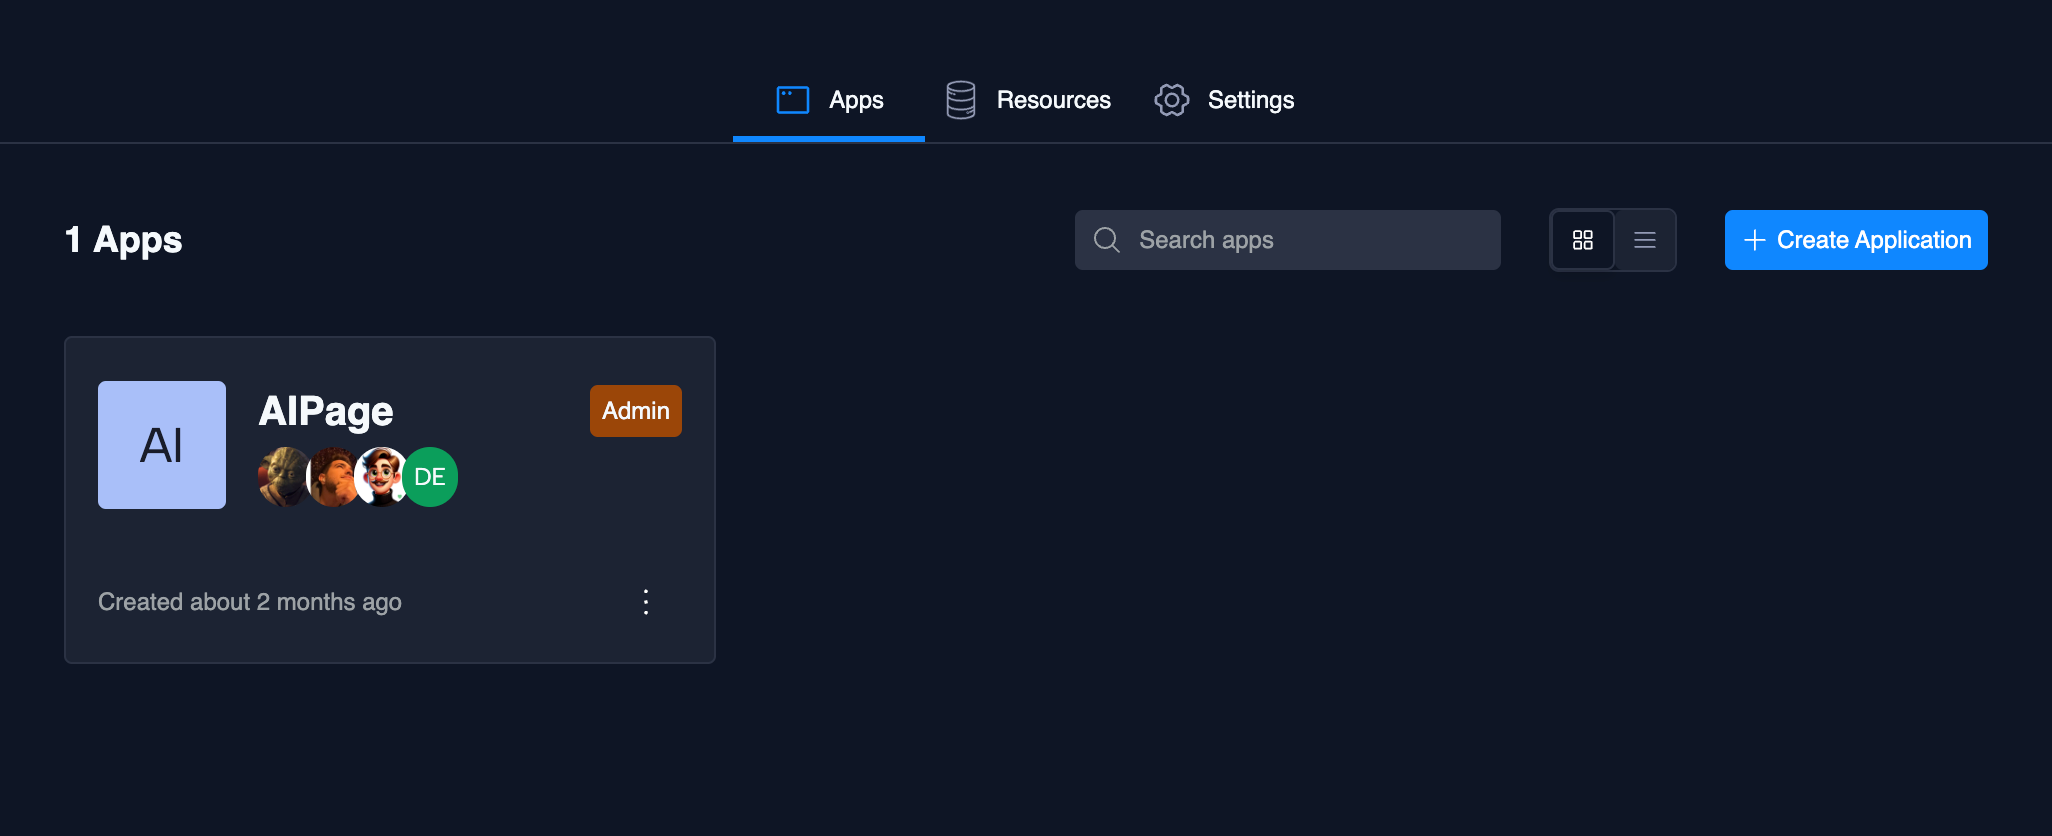 Apps
Resources
Settings
1 Apps
Search apps
Create Application
AI
AIPage
Admin
DE
Created about 2 months ago